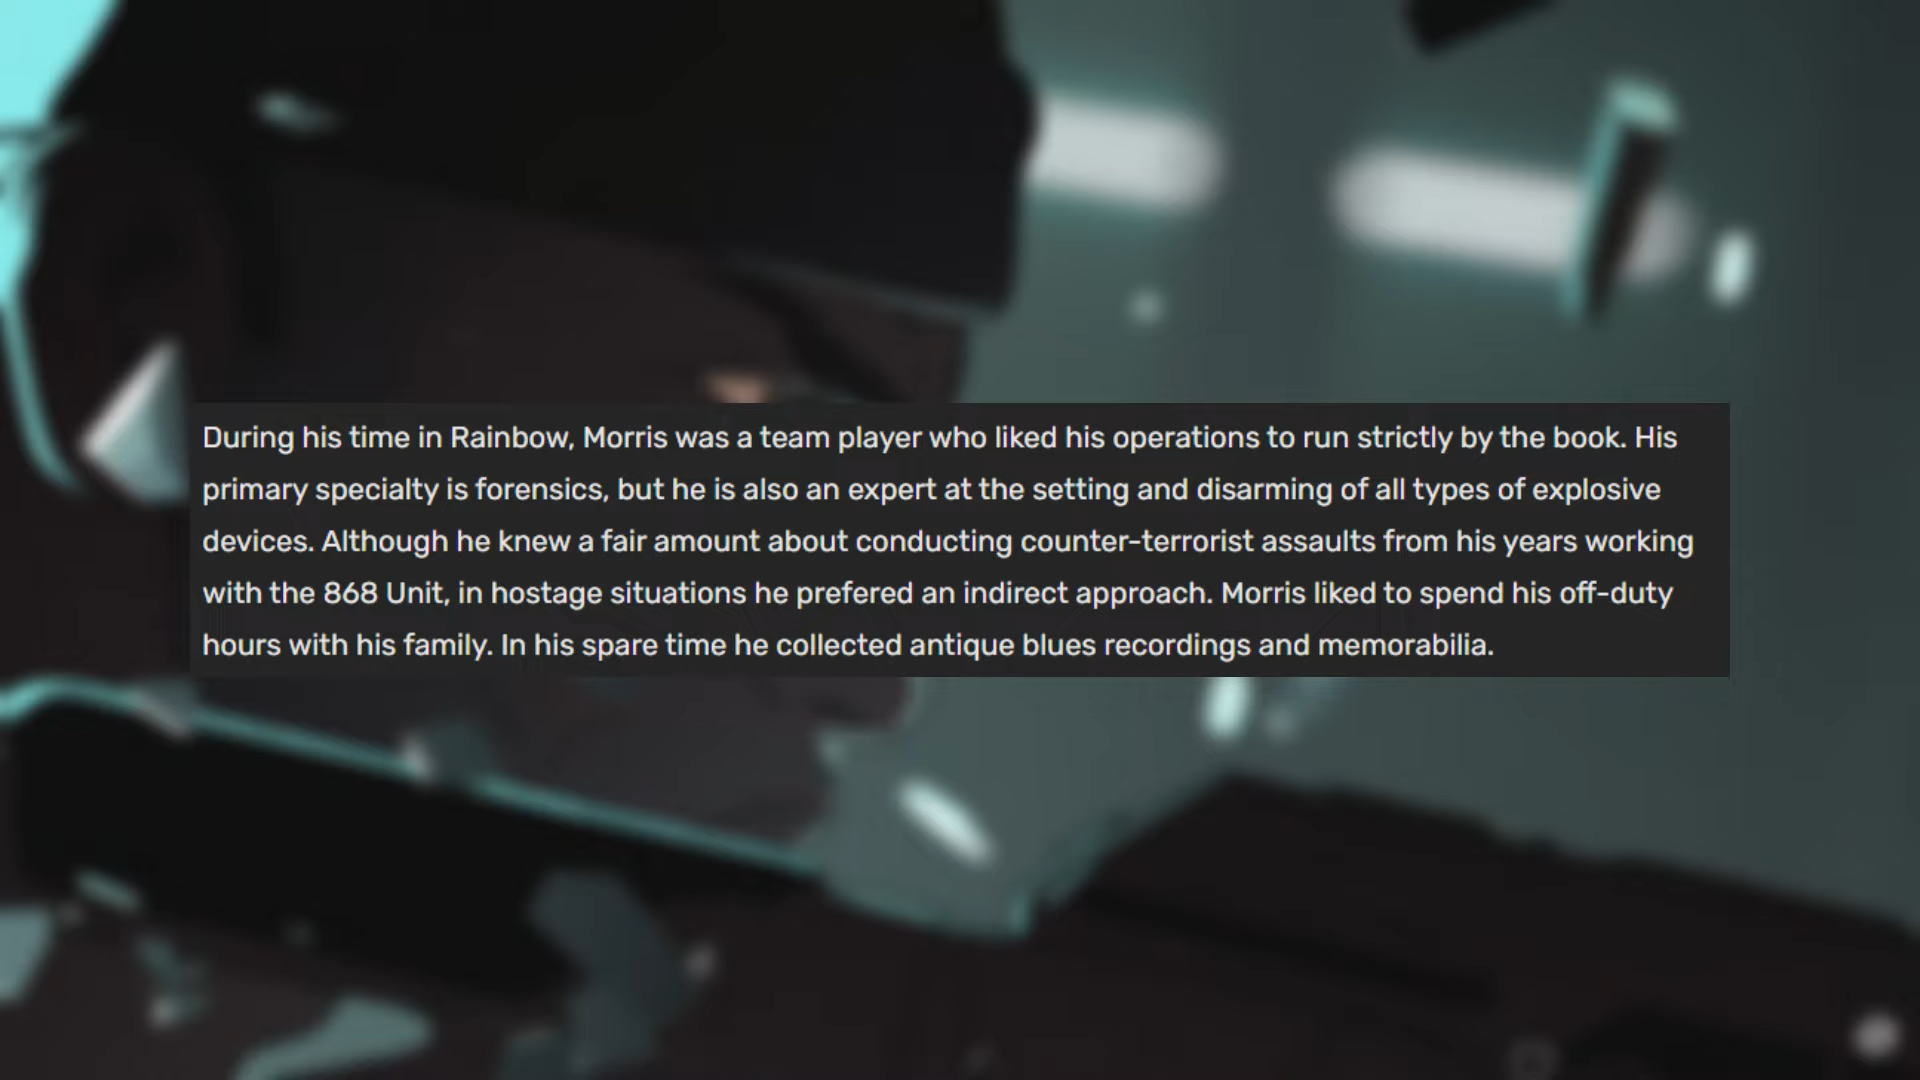 During his time in Rainbow, Morris was a team player who liked his operations to run strictly by the book. His
primary specialty is forensics, but he is also an expert at the setting and disarming of all types of explosive
devices. Although he knew a fair amount about conducting counter-terrorist assaults from his years working
with the 868 Unit, in hostage situations he prefered an indirect approach. Morris liked to spend his off-duty
hours with his family. In his spare time he collected antique blues recordings and memorabilia.